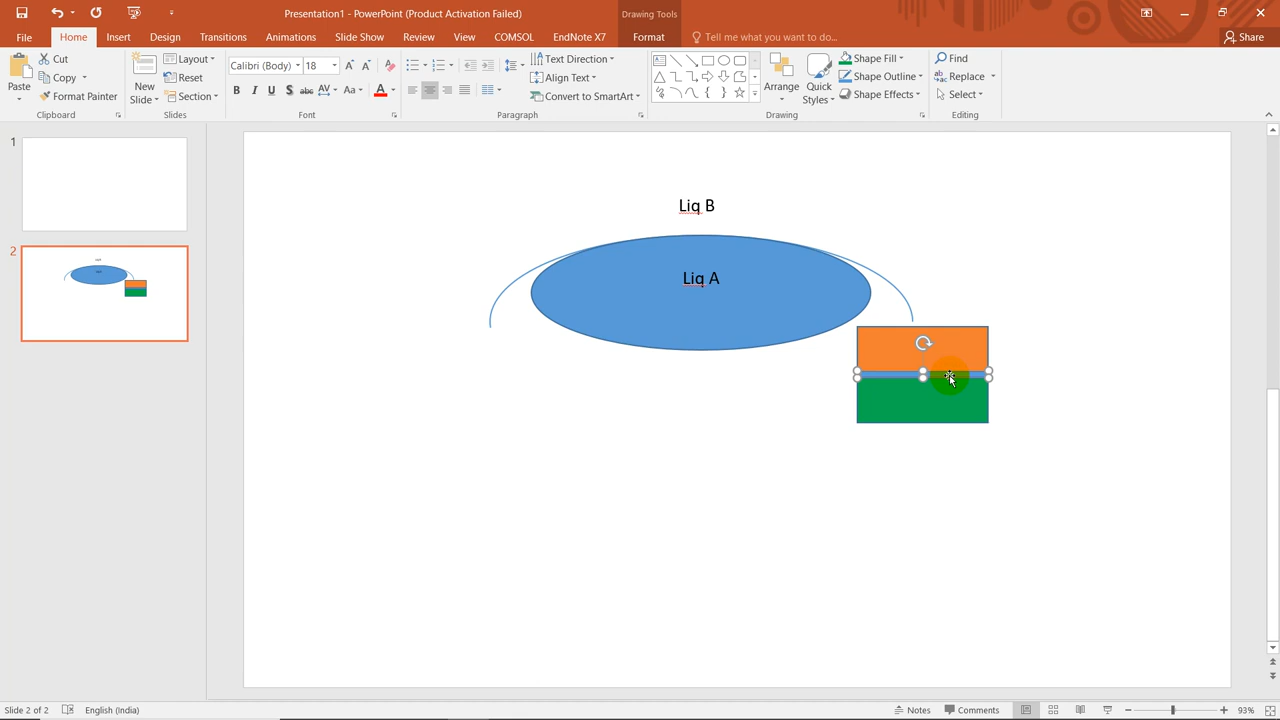 Presentation1 - PowerPoint (Product Activation Failed)
Drawing Tools
File Home Insert Design Transitions Animations Slide Show Review View COMSOL EndNote X7 Format Tell me what you want to do... Share
Paste
Cut
Copy
Format Painter
Clipboard
New Slide
Layout
Reset
Section
Slides
Calibri (Body) 18
B I U S abc AV Aa A
Font
Text Direction
Align Text
Convert to SmartArt
Paragraph
Arrange
Quick Styles
Shape Fill
Shape Outline
Shape Effects
Drawing
Find
Replace
Select
Editing
1
2
Liq B
Liq A
Slide 2 of 2 English (India) Notes Comments 93%